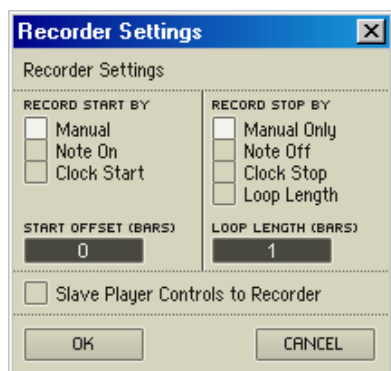 Recorder Settings
Recorder Settings
RECORD START BY
Manual
Note On
Clock Start
START OFFSET (BARS)
0
RECORD STOP BY
Manual Only
Note Off
Clock Stop
Loop Length
LOOP LENGTH (BARS)
1
Slave Player Controls to Recorder
OK
CANCEL